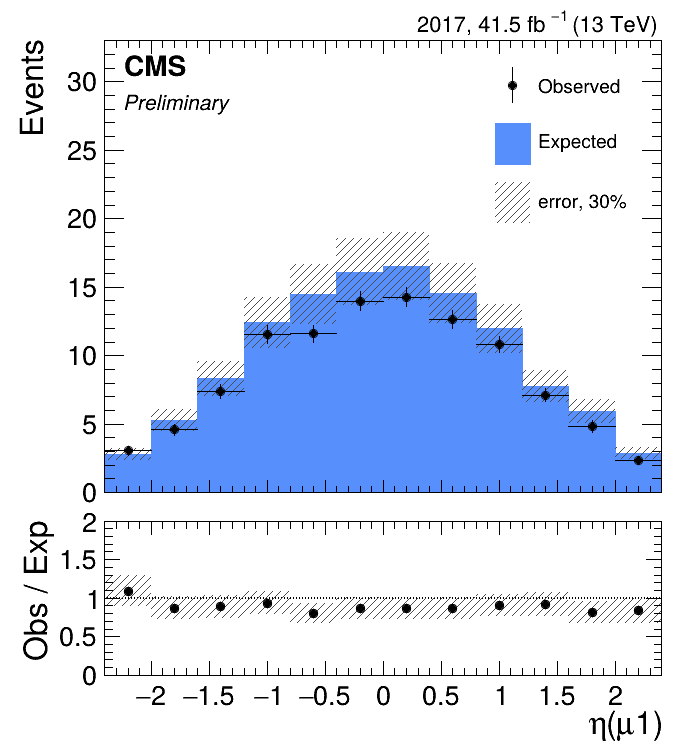 2017, 41.5 fb⁻¹ (13 TeV)
CMS
Preliminary
Events
Observed
Expected
error, 30%
30
25
20
15
10
5
0
Obs / Exp
2
1.5
1
0.5
0
−2 −1.5 −1 −0.5 0 0.5 1 1.5 2
η(μ1)